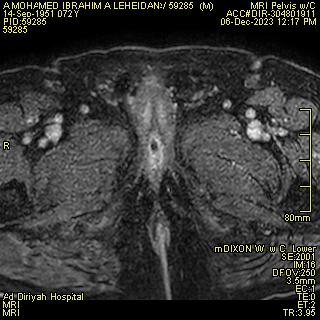 A MOHAMED IBRAHIM A LEHEIDAN:/ 59285 (M)
14-Sep-1951 072Y
PID:59285
59285
MRI Pelvis w/C
ACC#DIR-304801911
06-Dec-2023 12:17 PM
R
80mm
mDIXON W w C Lower
SE:2001
IM:16
DFOV:250
3.5mm
EC:1
TE:0
ET:2
TR:3.95
Ad Diriyah Hospital
MRI
MRI